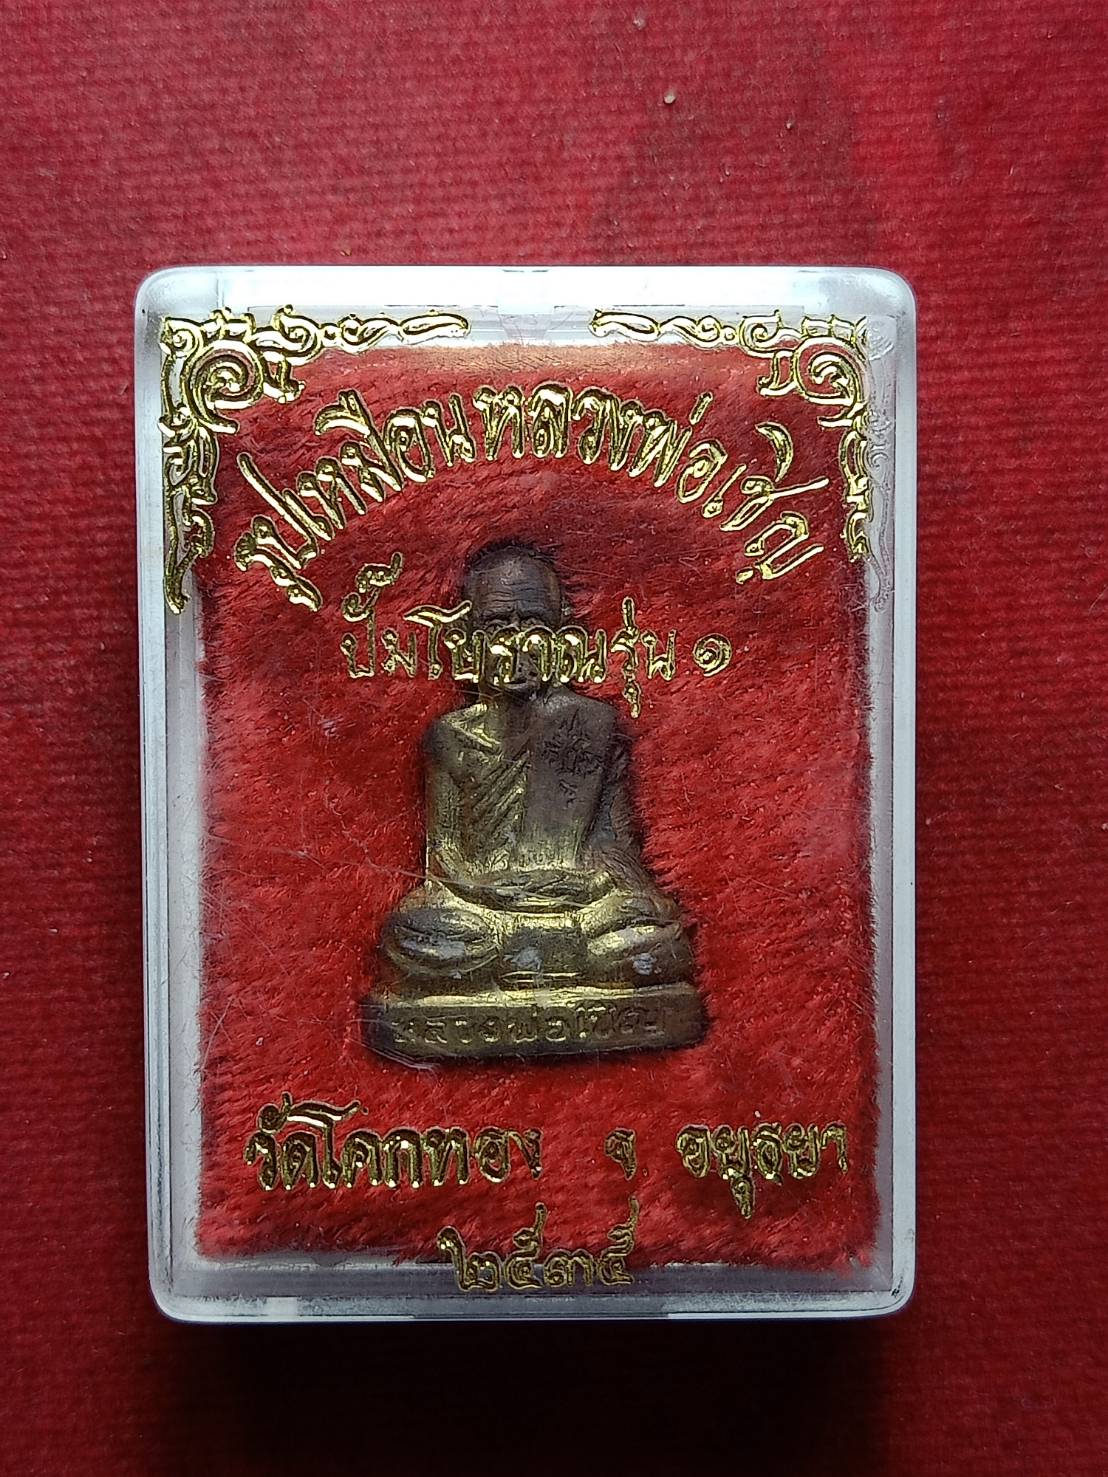 รูปเหมือนหลวงพ่อเชิญ
ปั๊มโบราณรุ่น ๑
หลวงพ่อเชิญ
วัดโคกทอง จ อยุธยา
๒๕๓๕